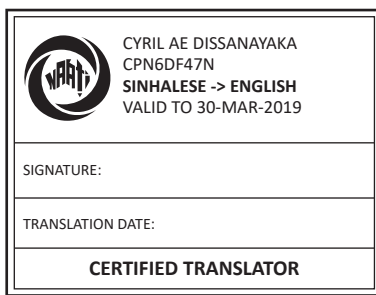 NAATI
CYRIL AE DISSANAYAKA
CPN6DF47N
SINHALESE -> ENGLISH
VALID TO 30-MAR-2019
SIGNATURE:
TRANSLATION DATE:
CERTIFIED TRANSLATOR